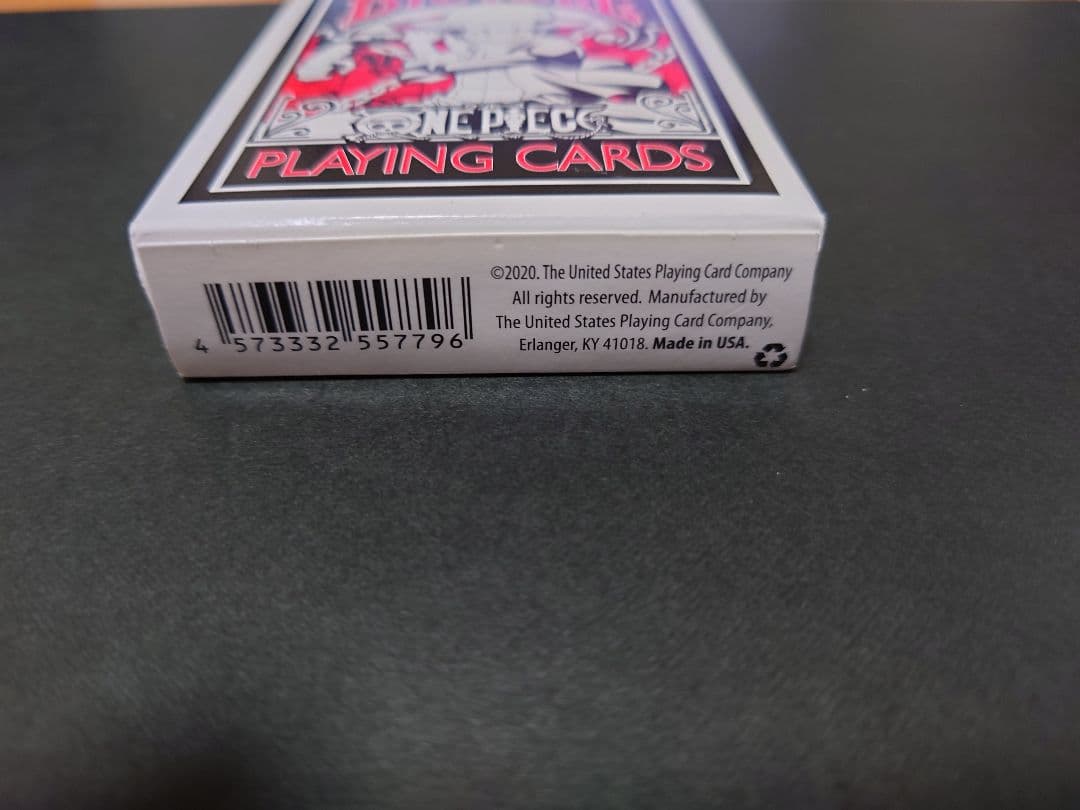 ONE PIECE
PLAYING CARDS
©2020. The United States Playing Card Company
All rights reserved. Manufactured by
The United States Playing Card Company,
Erlanger, KY 41018. Made in USA.
4 573332 557796